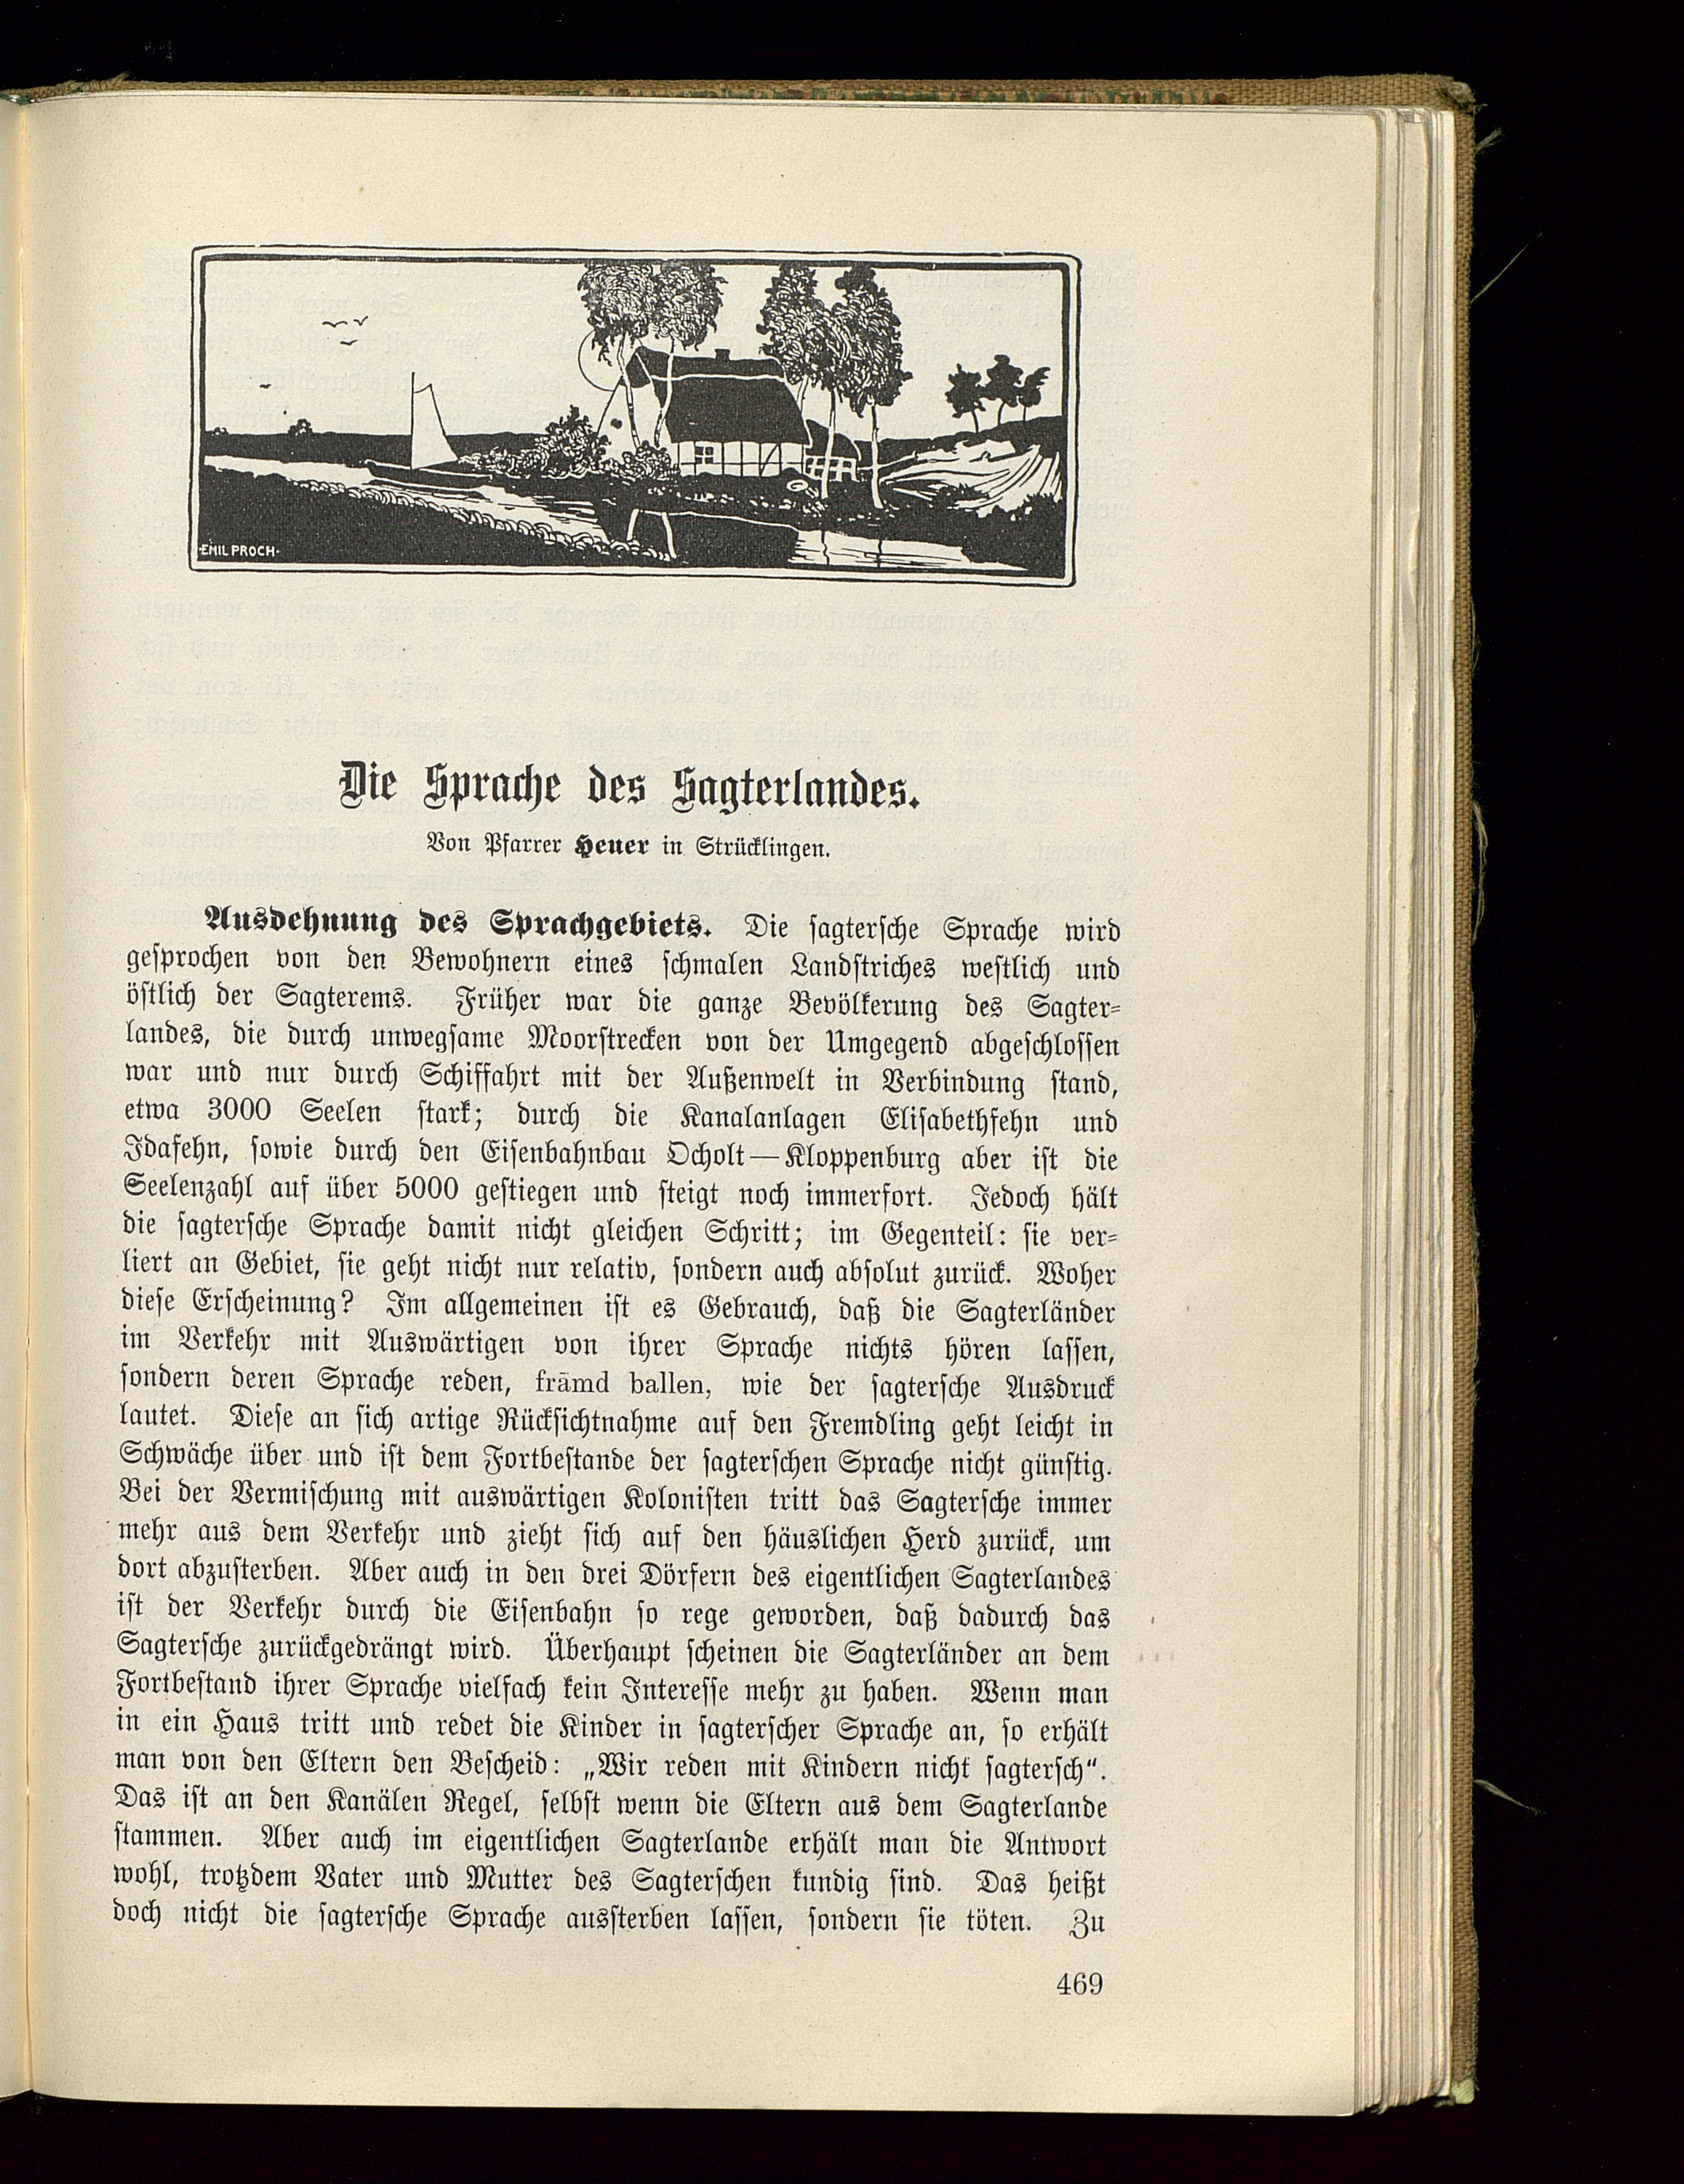 EMIL PROCH
Die Sprache des Sagterlandes.
Von Pfarrer Heuer in Strücklingen.
Ausdehnung des Sprachgebiets. Die sagtersche Sprache wird
gesprochen von den Bewohnern eines schmalen Landstriches westlich und
östlich der Sagterems. Früher war die ganze Bevölkerung des Sagter-
landes, die durch unwegsame Moorstrecken von der Umgegend abgeschlossen
war und nur durch Schiffahrt mit der Außenwelt in Verbindung stand,
etwa 3000 Seelen stark; durch die Kanalanlagen Elisabethfehn und
Idafehn, sowie durch den Eisenbahnbau Ocholt—Kloppenburg aber ist die
Seelenzahl auf über 5000 gestiegen und steigt noch immerfort. Jedoch hält
die sagtersche Sprache damit nicht gleichen Schritt; im Gegenteil: sie ver-
liert an Gebiet, sie geht nicht nur relativ, sondern auch absolut zurück. Woher
diese Erscheinung? Im allgemeinen ist es Gebrauch, daß die Sagterländer
im Verkehr mit Auswärtigen von ihrer Sprache nichts hören lassen,
sondern deren Sprache reden, främd ballen, wie der sagtersche Ausdruck
lautet. Diese an sich artige Rücksichtnahme auf den Fremdling geht leicht in
Schwäche über und ist dem Fortbestande der sagterschen Sprache nicht günstig.
Bei der Vermischung mit auswärtigen Kolonisten tritt das Sagtersche immer
mehr aus dem Verkehr und zieht sich auf den häuslichen Herd zurück, um
dort abzusterben. Aber auch in den drei Dörfern des eigentlichen Sagterlandes
ist der Verkehr durch die Eisenbahn so rege geworden, daß dadurch das
Sagtersche zurückgedrängt wird. Überhaupt scheinen die Sagterländer an dem
Fortbestand ihrer Sprache vielfach kein Interesse mehr zu haben. Wenn man
in ein Haus tritt und redet die Kinder in sagterscher Sprache an, so erhält
man von den Eltern den Bescheid: „Wir reden mit Kindern nicht sagtersch“.
Das ist an den Kanälen Regel, selbst wenn die Eltern aus dem Sagterlande
stammen. Aber auch im eigentlichen Sagterlande erhält man die Antwort
wohl, trotzdem Vater und Mutter des Sagterschen kundig sind. Das heißt
doch nicht die sagtersche Sprache aussterben lassen, sondern sie töten. Zu
469